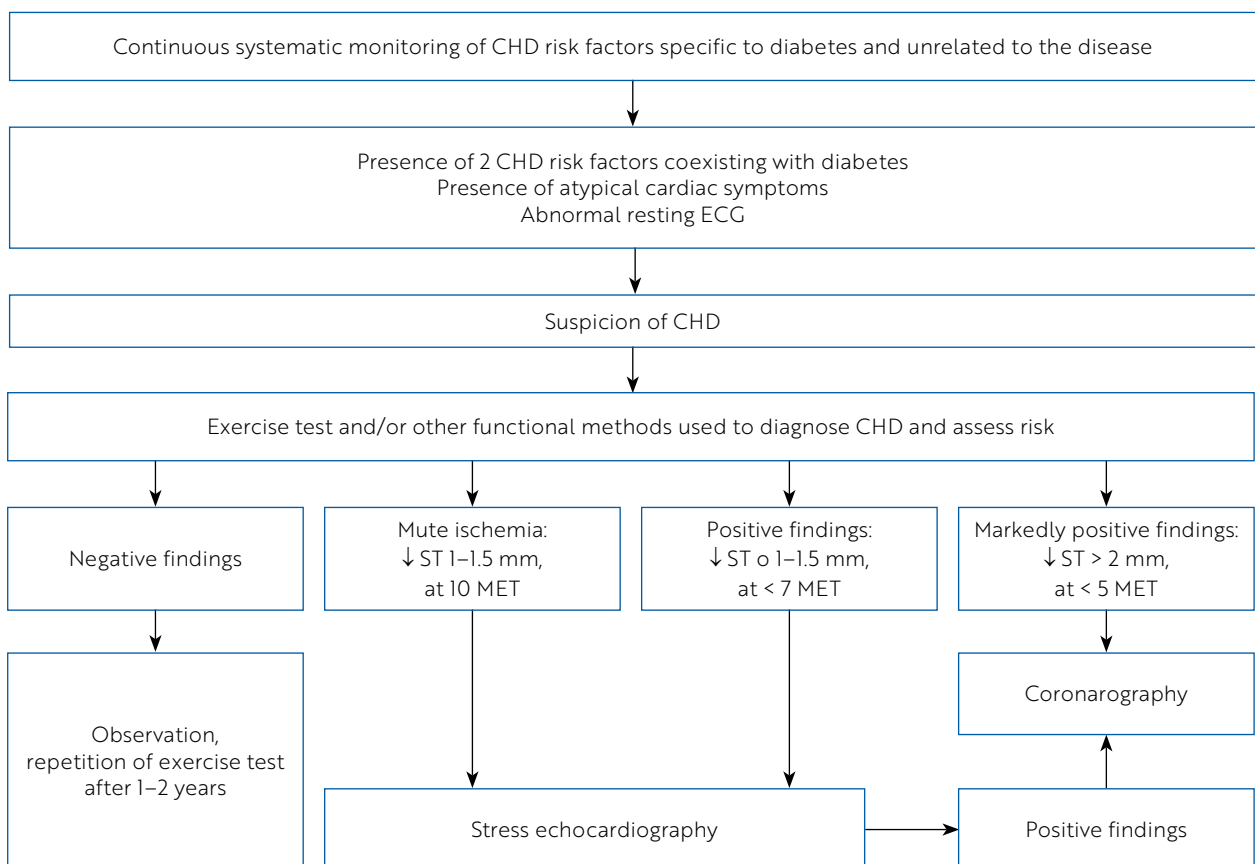 Continuous systematic monitoring of CHD risk factors specific to diabetes and unrelated to the disease
Presence of 2 CHD risk factors coexisting with diabetes
Presence of atypical cardiac symptoms
Abnormal resting ECG
Suspicion of CHD
Exercise test and/or other functional methods used to diagnose CHD and assess risk
Negative findings
Mute ischemia:
↓ ST 1–1.5 mm,
at 10 MET
Positive findings:
↓ ST o 1–1.5 mm,
at < 7 MET
Markedly positive findings:
↓ ST > 2 mm,
at < 5 MET
Observation,
repetition of exercise test
after 1–2 years
Coronarography
Stress echocardiography
Positive findings